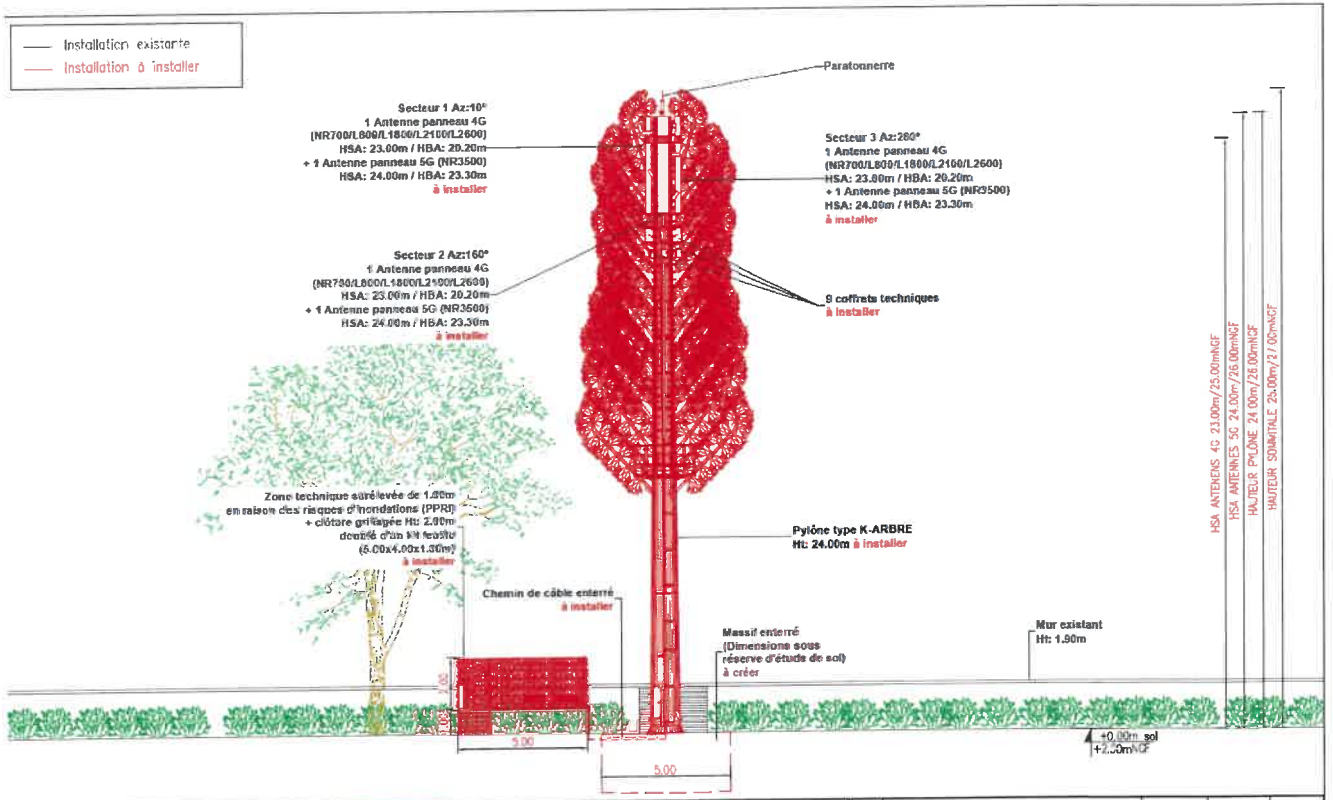 Installation existante
Installation à installer
Paratonnerre
Secteur 1 Az:10°
1 Antenne panneau 4G
(NR700/L800/L1800/L2100/L2600)
HSA: 23.00m / HBA: 20.20m
+ 1 Antenne panneau 5G (NR3500)
HSA: 24.00m / HBA: 23.30m
à installer
Secteur 3 Az:280°
1 Antenne panneau 4G
(NR700/L800/L1800/L2100/L2600)
HSA: 23.00m / HBA: 20.20m
+ 1 Antenne panneau 5G (NR3500)
HSA: 24.00m / HBA: 23.30m
à installer
Secteur 2 Az:160°
1 Antenne panneau 4G
(NR700/L800/L1800/L2100/L2600)
HSA: 23.00m / HBA: 20.20m
+ 1 Antenne panneau 5G (NR3500)
HSA: 24.00m / HBA: 23.30m
à installer
9 coffrets techniques
à installer
HSA ANTENENS 4G 23.00m/25.00mNGF
HSA ANTENNES 5G 24.00m/26.00mNGF
HAUTEUR PYLÔNE 24.00m/26.00mNGF
HAUTEUR SOMMITALE 25.00m/27.00mNGF
Zone technique surélevée de 1.00m
en raison des risques d'inondations (PPRI)
+ clôture grillagée Ht: 2.00m
doublé d'un
à installer
Pylône type K-ARBRE
Ht: 24.00m à installer
Chemin de câble enterré
à installer
Massif enterré
(Dimensions sous
réserve d'étude de sol)
à créer
Mur existant
Ht: 1.90m
2.00
1.00
5.00
5.00
+0.00m sol
+2.00mNGF